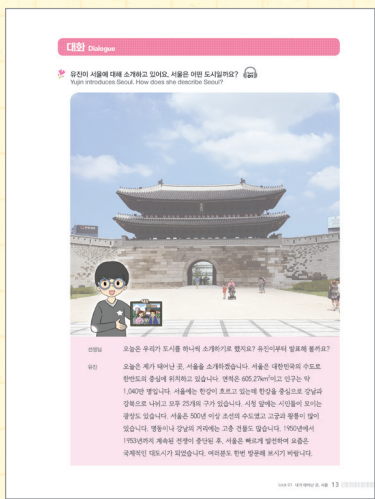 대화 Dialogue
유진이 서울에 대해 소개하고 있어요. 서울은 어떤 도시일까요?
Yujin introduces Seoul. How does she describe Seoul?
선생님 오늘은 우리가 도시를 하나씩 소개하기로 했지요? 유진이부터 발표해 볼까요?
유진 오늘은 제가 태어난 곳, 서울을 소개하겠습니다. 서울은 대한민국의 수도로
한반도의 중심에 위치하고 있습니다. 면적은 605.27km²이고 인구는 약
1,040만 명입니다. 서울에는 한강이 흐르고 있는데 한강을 중심으로 강남과
강북으로 나뉘고 모두 25개의 구가 있습니다. 시청 앞에는 시민들이 모이는
광장도 있습니다. 서울은 500년 이상 조선의 수도였고 고궁과 왕릉이 많이
있습니다. 명동이나 강남의 거리에는 고층 건물도 많습니다. 1950년에서
1953년까지 계속된 전쟁이 중단된 후, 서울은 빠르게 발전하여 요즘은
국제적인 대도시가 되었습니다. 여러분도 한번 방문해 보시기 바랍니다.
Unit 01 내가 태어난 곳, 서울 13